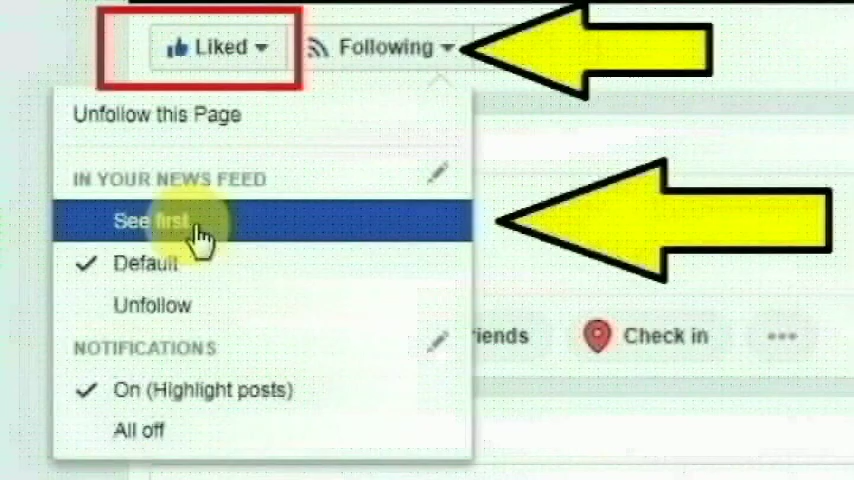 Liked Following
Unfollow this Page
IN YOUR NEWS FEED
See first
Default
Unfollow
riends Check in
NOTIFICATIONS
On (Highlight posts)
All off